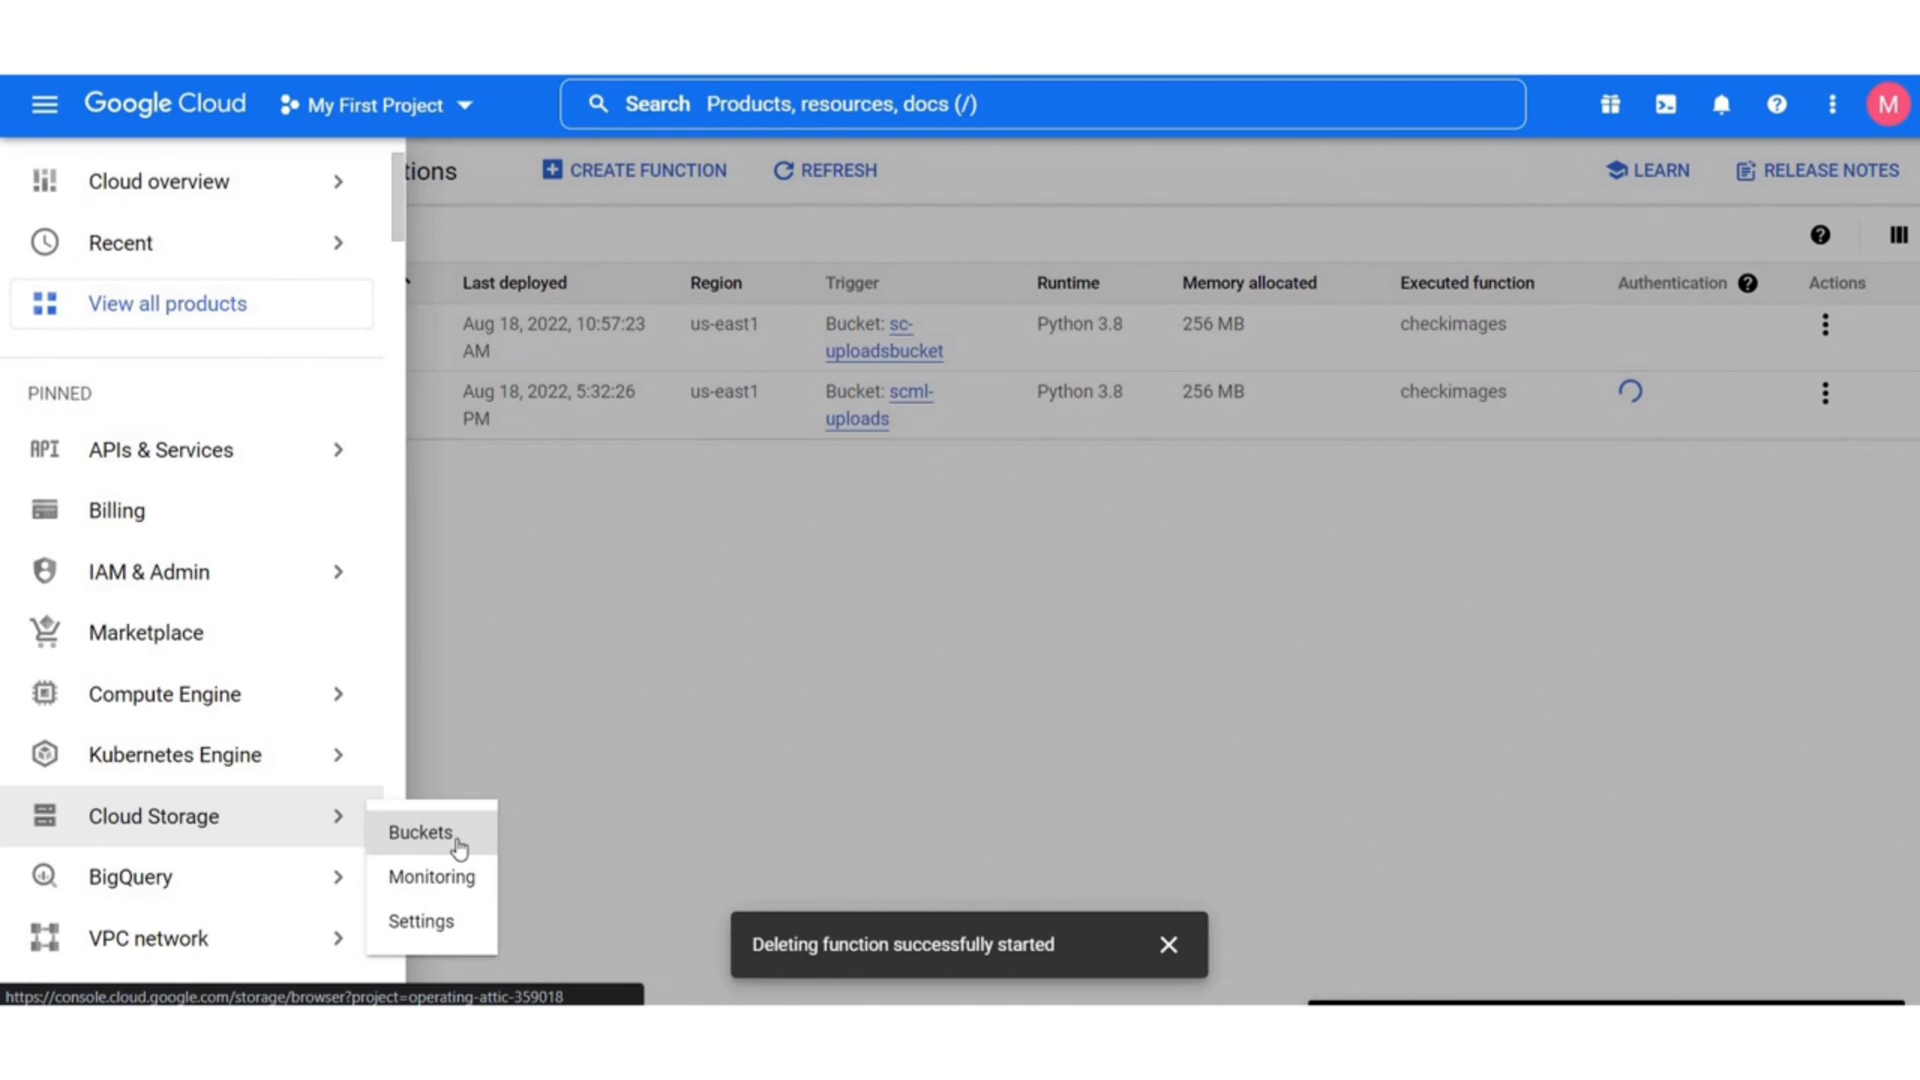 Google Cloud
My First Project
Search Products, resources, docs (/)
M
Cloud overview
Recent
View all products
PINNED
API APIs & Services
Billing
IAM & Admin
Marketplace
Compute Engine
Kubernetes Engine
Cloud Storage
BigQuery
VPC network
Buckets
Monitoring
Settings
tions
CREATE FUNCTION
REFRESH
LEARN
RELEASE NOTES
Last deployed Region Trigger Runtime Memory allocated Executed function Authentication Actions
Aug 18, 2022, 10:57:23 us-east1 Bucket: sc- Python 3.8 256 MB checkimages
AM uploadsbucket
Aug 18, 2022, 5:32:26 us-east1 Bucket: scml- Python 3.8 256 MB checkimages
PM uploads
Deleting function successfully started
https://console.cloud.google.com/storage/browser?project=operating-attic-359018